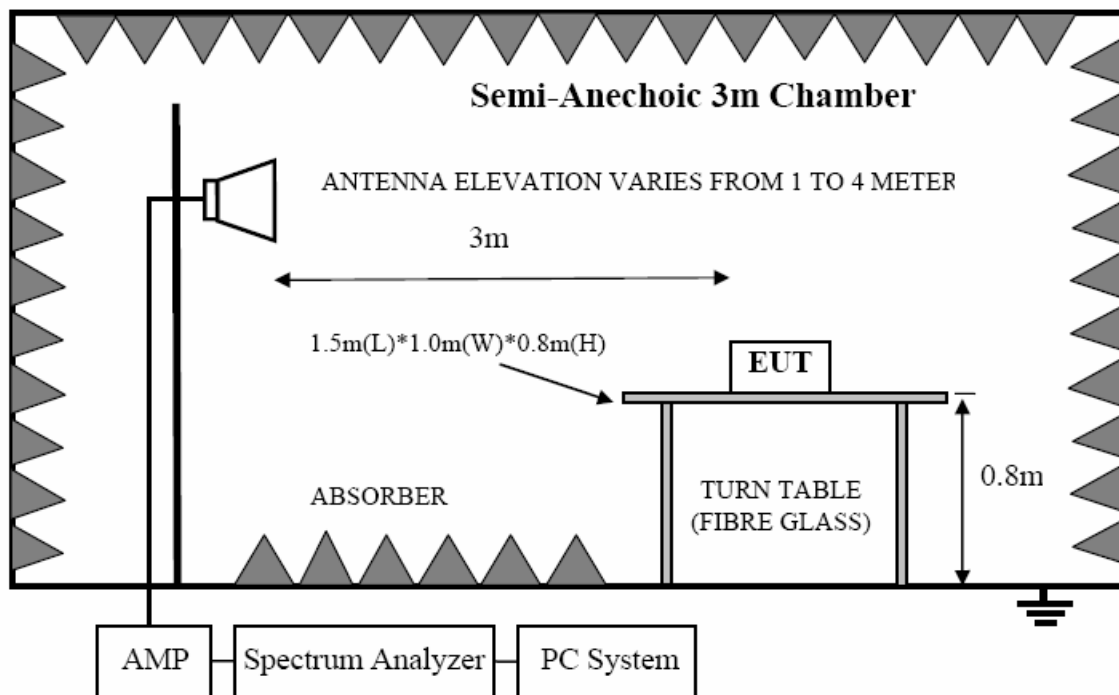 Semi-Anechoic 3m Chamber
ANTENNA ELEVATION VARIES FROM 1 TO 4 METER
3m
1.5m(L)*1.0m(W)*0.8m(H)
EUT
ABSORBER
TURN TABLE
(FIBRE GLASS)
0.8m
AMP
Spectrum Analyzer
PC System